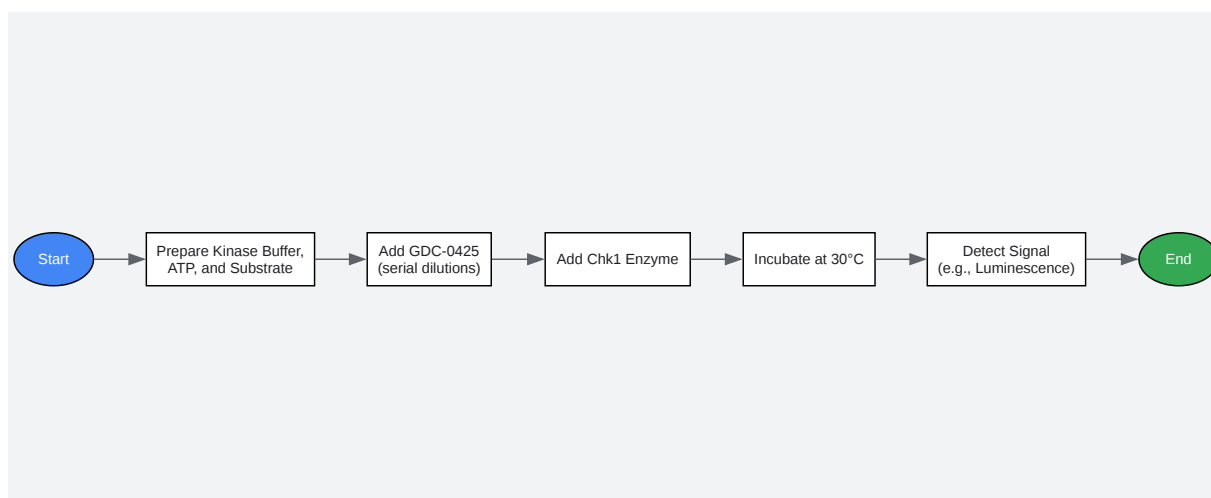 Start
Prepare Kinase Buffer,
ATP, and Substrate
Add GDC-0425
(serial dilutions)
Add Chk1 Enzyme
Incubate at 30°C
Detect Signal
(e.g., Luminescence)
End